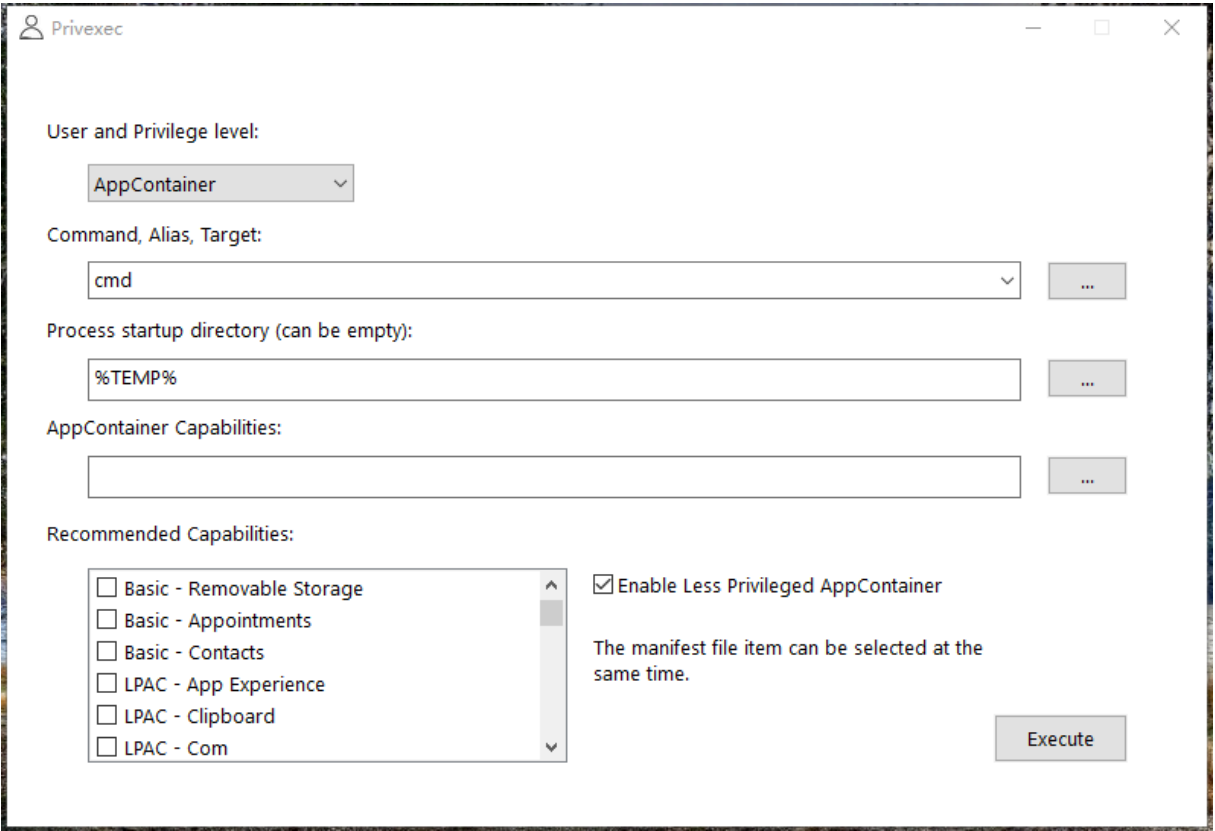 Privexec
User and Privilege level:
AppContainer
Command, Alias, Target:
cmd
...
Process startup directory (can be empty):
%TEMP%
...
AppContainer Capabilities:
...
Recommended Capabilities:
Basic - Removable Storage
Basic - Appointments
Basic - Contacts
LPAC - App Experience
LPAC - Clipboard
LPAC - Com
Enable Less Privileged AppContainer
The manifest file item can be selected at the
same time.
Execute